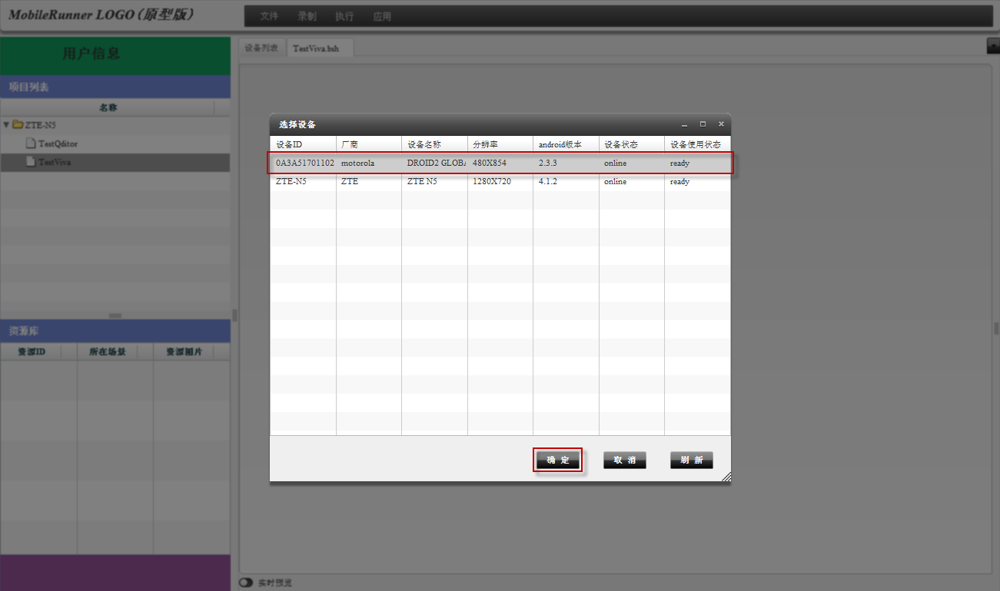 MobileRunner LOGO(原型版)
文件 录制 执行 应用
用户信息
设备列表 TestViva.bsh
项目列表
名称
ZTE-N5
TestQditor
TestViva
选择设备
设备ID 厂商 设备名称 分辨率 android版本 设备状态 设备使用状态
0A3A51701102 motorola DROID2 GLOBA 480X854 2.3.3 online ready
ZTE-N5 ZTE ZTE N5 1280X720 4.1.2 online ready
资源库
资源ID 所在场景 资源图片
确 定 取 消 刷 新
实时预览